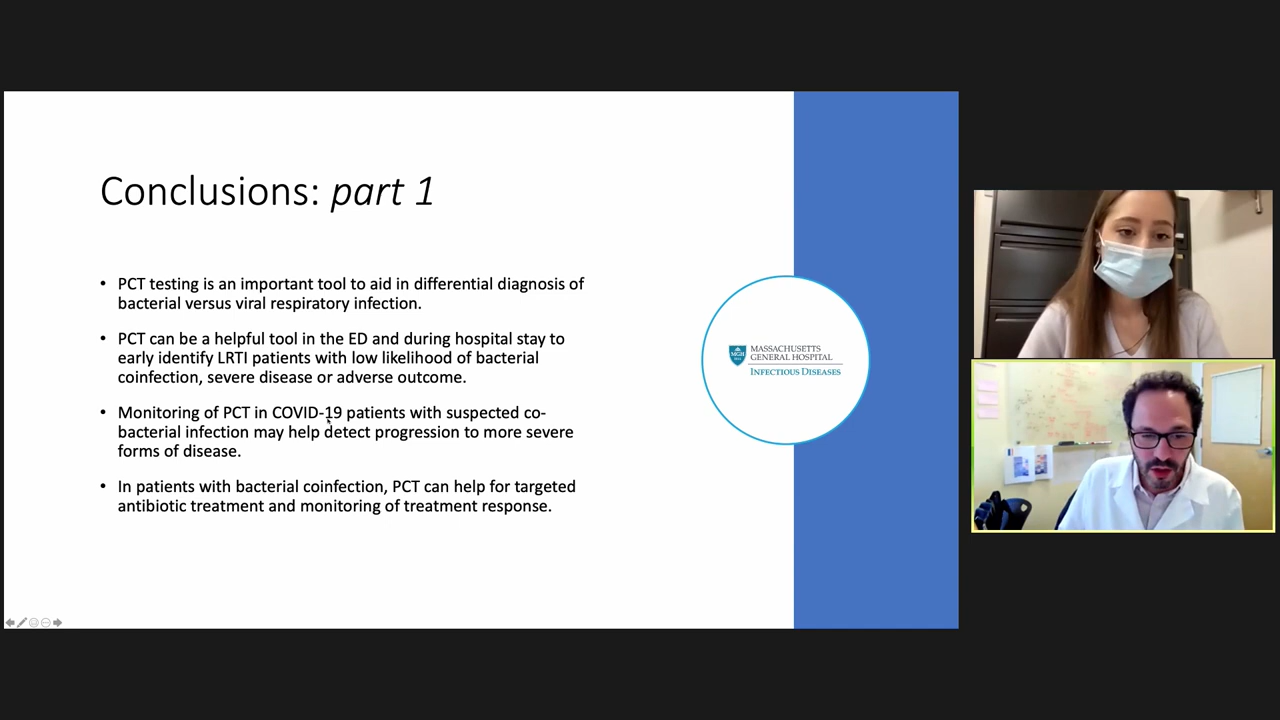 Conclusions: part 1
• PCT testing is an important tool to aid in differential diagnosis of
bacterial versus viral respiratory infection.
• PCT can be a helpful tool in the ED and during hospital stay to
early identify LRTI patients with low likelihood of bacterial
coinfection, severe disease or adverse outcome.
• Monitoring of PCT in COVID-19 patients with suspected co-
bacterial infection may help detect progression to more severe
forms of disease.
• In patients with bacterial coinfection, PCT can help for targeted
antibiotic treatment and monitoring of treatment response.
MGH
MASSACHUSETTS
GENERAL HOSPITAL
INFECTIOUS DISEASES